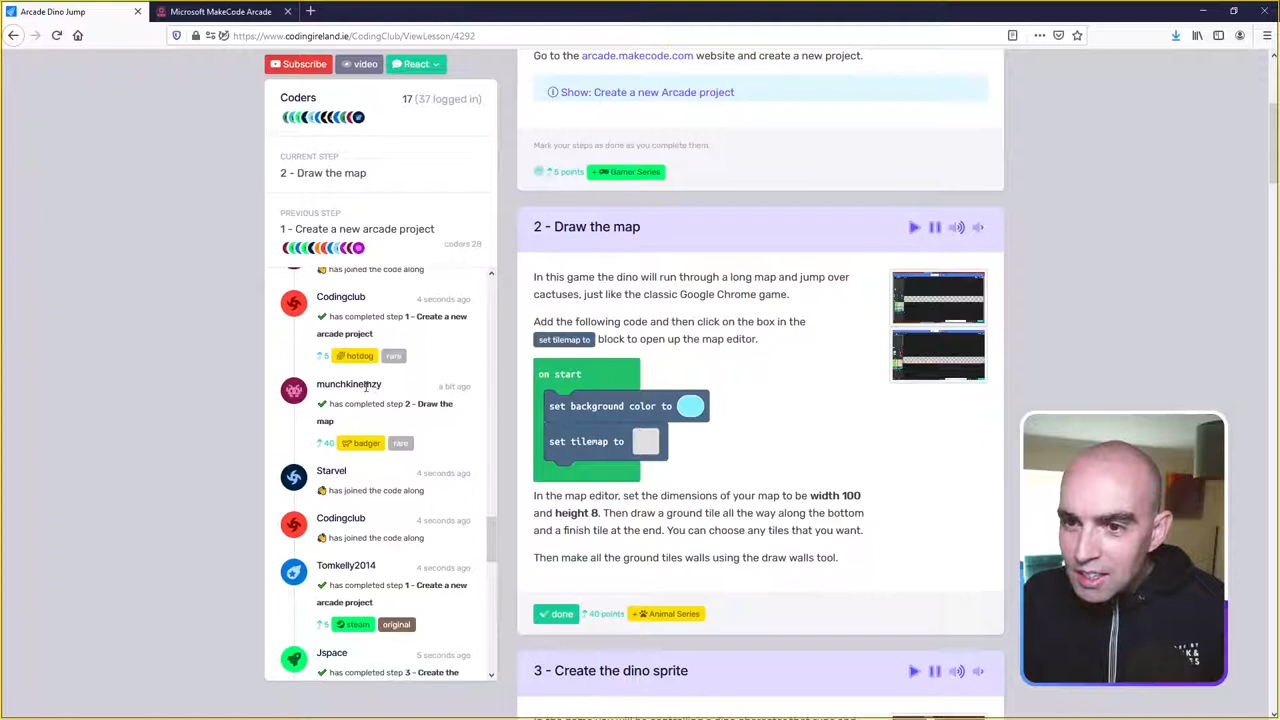 Arcade Dino Jump
Microsoft MakeCode Arcade
https://www.codingireland.ie/CodingClub/ViewLesson/4292
Subscribe
video
React
Coders
17 (37 logged in)
CURRENT STEP
2 - Draw the map
PREVIOUS STEP
1 - Create a new arcade project
coders 28
has joined the code along
Codingclub
4 seconds ago
has completed step 1 - Create a new
arcade project
5 hotdog rare
munchkinemzy
a bit ago
has completed step 2 - Draw the
map
40 badger rare
Starvel
4 seconds ago
has joined the code along
Codingclub
4 seconds ago
has joined the code along
Tomkelly2014
4 seconds ago
has completed step 1 - Create a new
arcade project
5 steam original
Jspace
5 seconds ago
has completed step 3 - Create the
Go to the arcade.makecode.com website and create a new project.
Show: Create a new Arcade project
Mark your steps as done as you complete them.
5 points + Gamer Series
2 - Draw the map
In this game the dino will run through a long map and jump over
cactuses, just like the classic Google Chrome game.
Add the following code and then click on the box in the
set tilemap to block to open up the map editor.
on start
set background color to
set tilemap to
In the map editor, set the dimensions of your map to be width 100
and height 8. Then draw a ground tile all the way along the bottom
and a finish tile at the end. You can choose any tiles that you want.
Then make all the ground tiles walls using the draw walls tool.
done 40 points + Animal Series
3 - Create the dino sprite